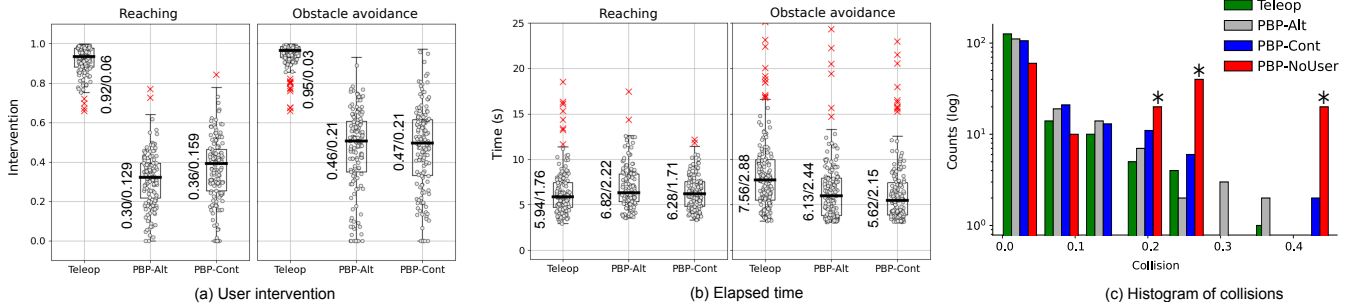 Reaching
Obstacle avoidance
Intervention
1.0
0.8
0.6
0.4
0.2
0.0
0.92/0.06
0.30/0.129
0.36/0.159
0.95/0.03
0.46/0.21
0.47/0.21
Teleop
PBP-Alt
PBP-Cont
Teleop
PBP-Alt
PBP-Cont
(a) User intervention
Reaching
Obstacle avoidance
Time (s)
25
20
15
10
5
0
5.94/1.76
6.82/2.22
6.28/1.71
7.56/2.88
6.13/2.44
5.62/2.15
Teleop
PBP-Alt
PBP-Cont
Teleop
PBP-Alt
PBP-Cont
(b) Elapsed time
Teleop
PBP-Alt
PBP-Cont
PBP-NoUser
Counts (log)
10²
10¹
10⁰
* * *
0.0 0.1 0.2 0.3 0.4
Collision
(c) Histogram of collisions